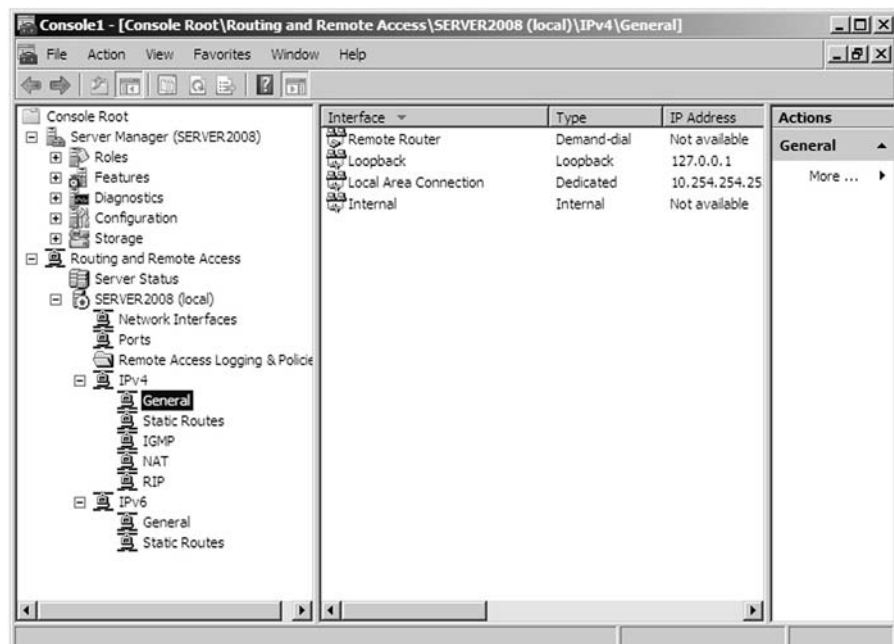 Console1 - [Console Root\Routing and Remote Access\SERVER2008 (local)\IPv4\General]
File Action View Favorites Window Help
Console Root
Server Manager (SERVER2008)
Roles
Features
Diagnostics
Configuration
Storage
Routing and Remote Access
Server Status
SERVER2008 (local)
Network Interfaces
Ports
Remote Access Logging & Policie
IPv4
General
Static Routes
IGMP
NAT
RIP
IPv6
General
Static Routes
Interface Type IP Address
Remote Router Demand-dial Not available
Loopback Loopback 127.0.0.1
Local Area Connection Dedicated 10.254.254.25
Internal Internal Not available
Actions
General
More ...